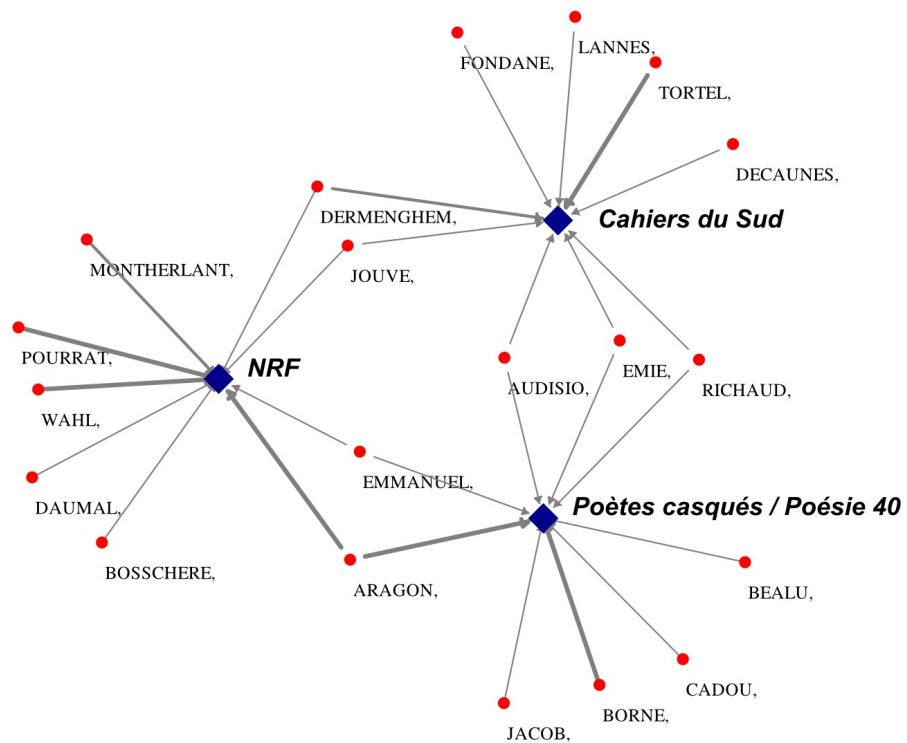 FONDANE,
LANNES,
TORTEL,
DECAUNES,
DERMENGHEM,
Cahiers du Sud
MONTHERLANT,
JOUVE,
POURRAT,
NRF
EMIE,
AUDISIO,
RICHAUD,
WAHL,
EMMANUEL,
DAUMAL,
Poètes casqués / Poésie 40
BOSSCHERE,
ARAGON,
BEALU,
CADOU,
BORNE,
JACOB,